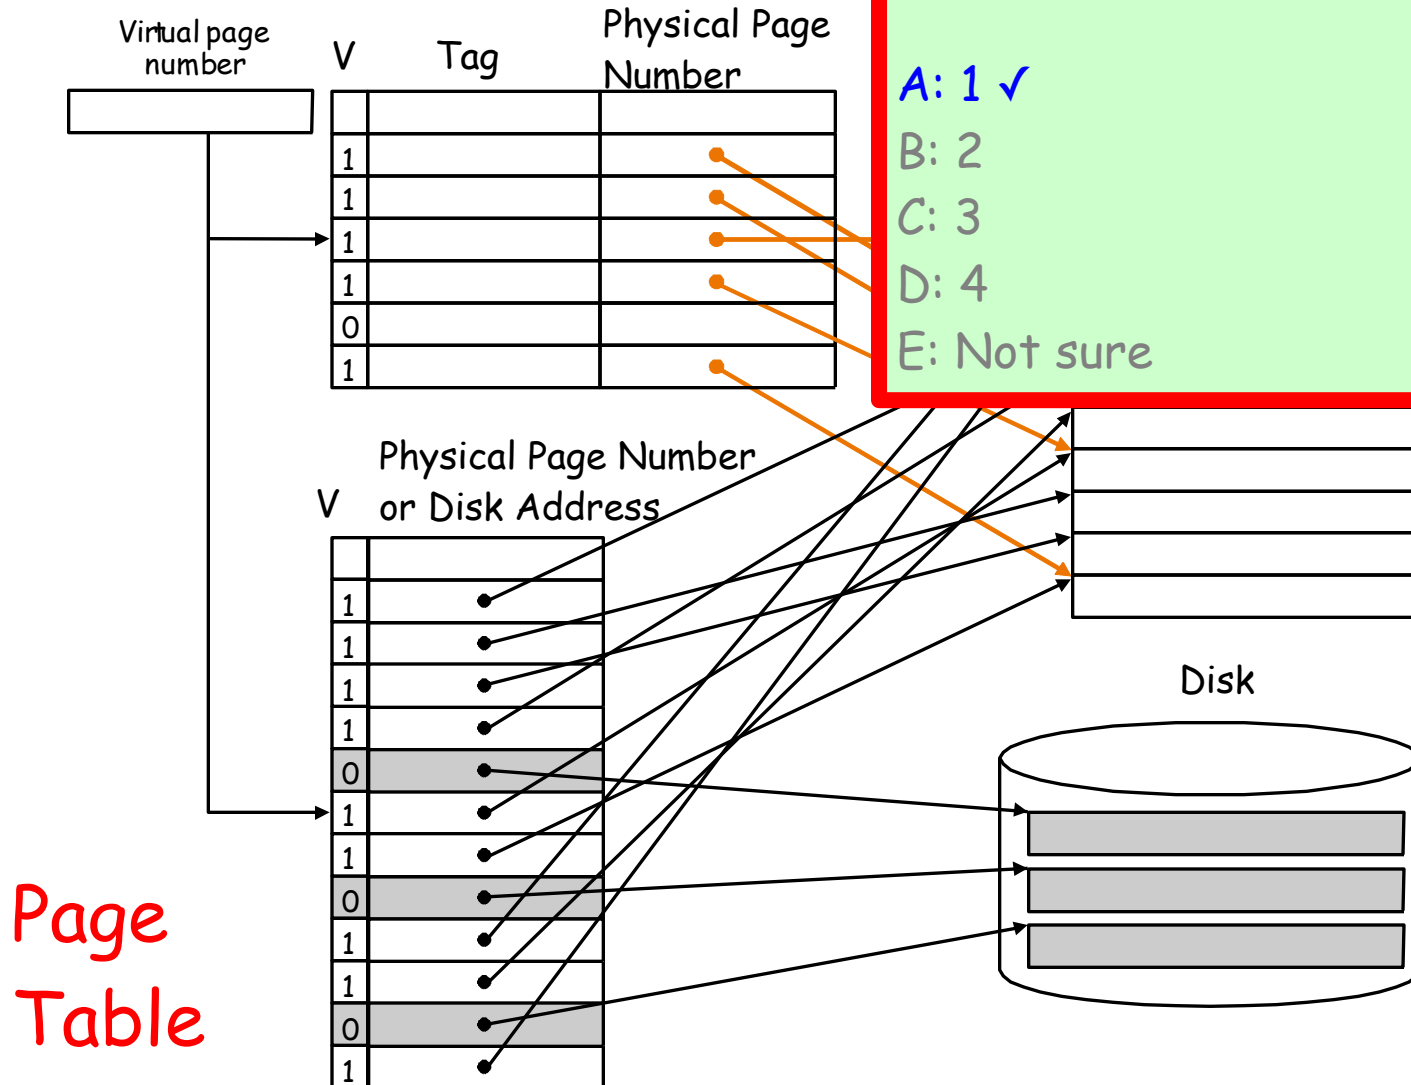 Virtual page
number
V
Tag
Physical Page
Number
1
1
1
1
0
1
A: 1 ✓
B: 2
C: 3
D: 4
E: Not sure
Physical Page Number
V or Disk Address
1
1
1
1
0
1
1
0
1
1
0
1
Page
Table
Disk